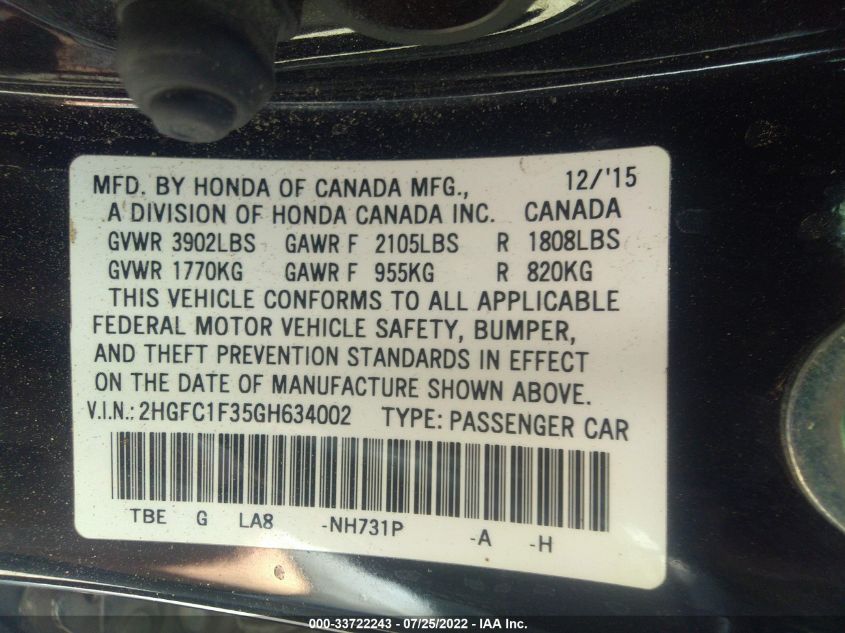 MFD. BY HONDA OF CANADA MFG., 12/'15
A DIVISION OF HONDA CANADA INC. CANADA
GVWR 3902LBS GAWR F 2105LBS R 1808LBS
GVWR 1770KG GAWR F 955KG R 820KG
THIS VEHICLE CONFORMS TO ALL APPLICABLE
FEDERAL MOTOR VEHICLE SAFETY, BUMPER,
AND THEFT PREVENTION STANDARDS IN EFFECT
ON THE DATE OF MANUFACTURE SHOWN ABOVE.
V.I.N.: 2HGFC1F35GH634002 TYPE: PASSENGER CAR
TBE G LA8 -NH731P -A -H
000-33722243 - 07/25/2022 - IAA Inc.